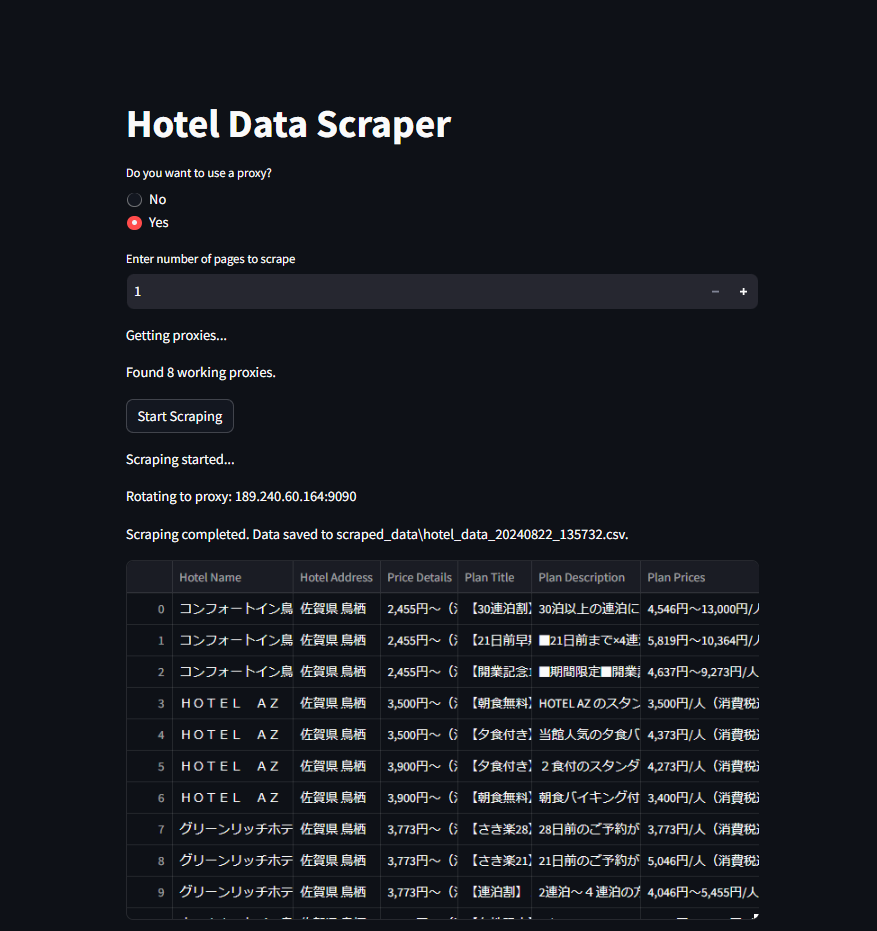 Hotel Data Scraper
Do you want to use a proxy?
No
Yes
Enter number of pages to scrape
1 − +
Getting proxies...
Found 8 working proxies.
Start Scraping
Scraping started...
Rotating to proxy: 189.240.60.164:9090
Scraping completed. Data saved to scraped_data\hotel_data_20240822_135732.csv.
Hotel Name Hotel Address Price Details Plan Title Plan Description Plan Prices
0 コンフォートイン鳥 佐賀県 鳥栖 2,455円～（ 【30連泊割】 30泊以上の連泊に 4,546円～13,000円/人
1 コンフォートイン鳥 佐賀県 鳥栖 2,455円～（ 【21日前早 ■21日前まで×4連 5,819円～10,364円/人
2 コンフォートイン鳥 佐賀県 鳥栖 2,455円～（ 【開業記念 ■期間限定■開業 4,637円～9,273円/人
3 ＨＯＴＥＬ　ＡＺ 佐賀県 鳥栖 3,500円～（ 【朝食無料】 HOTEL AZ のスタン 3,500円/人（消費税
4 ＨＯＴＥＬ　ＡＺ 佐賀県 鳥栖 3,500円～（ 【夕食付き】 当館人気の夕食バ 4,373円/人（消費税
5 ＨＯＴＥＬ　ＡＺ 佐賀県 鳥栖 3,900円～（ 【夕食付き】 ２食付のスタンダ 4,273円/人（消費税
6 ＨＯＴＥＬ　ＡＺ 佐賀県 鳥栖 3,900円～（ 【朝食無料】 朝食バイキング付 3,400円/人（消費税
7 グリーンリッチホテ 佐賀県 鳥栖 3,773円～（ 【さき楽28】 28日前のご予約が 3,773円/人（消費税
8 グリーンリッチホテ 佐賀県 鳥栖 3,773円～（ 【さき楽21】 21日前のご予約が 5,046円/人（消費税
9 グリーンリッチホテ 佐賀県 鳥栖 3,773円～（ 【連泊割】 2連泊～４連泊の方 4,046円～5,455円/人